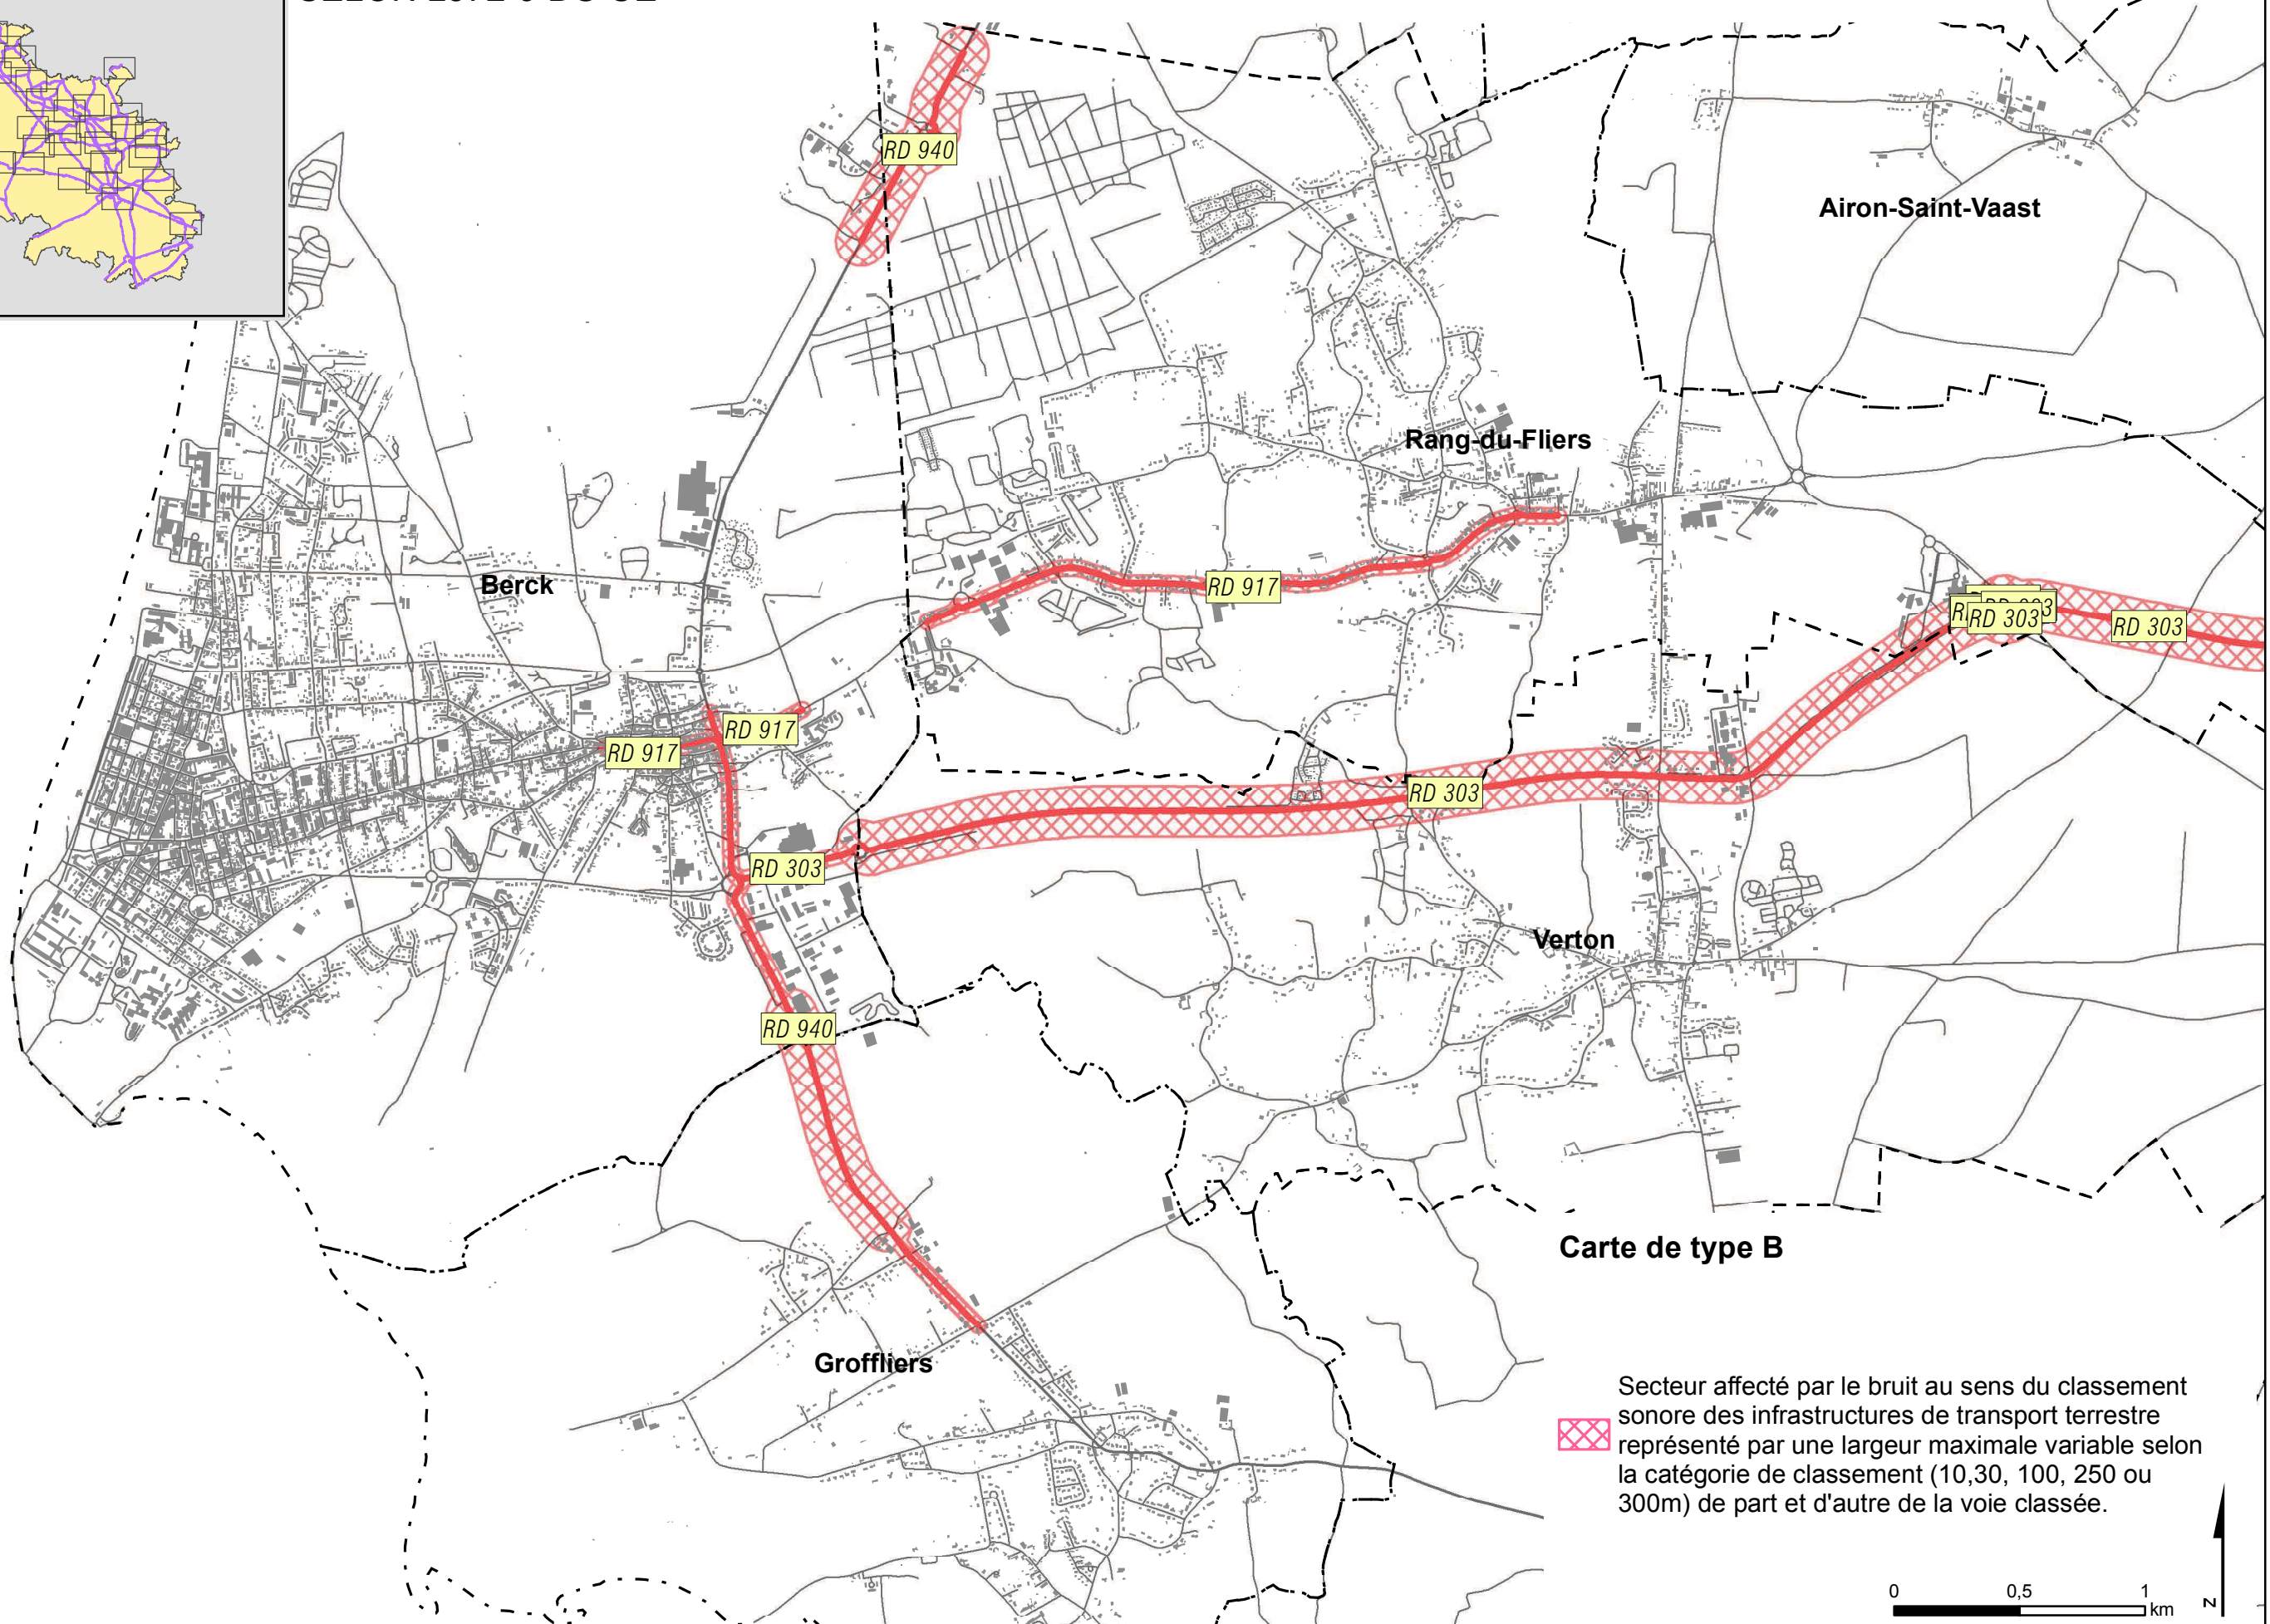 RD 940
Airon-Saint-Vaast
Rang-du-Fliers
Berck
RD 917
RD 303
RD 303
RD 917
RD 917
RD 303
RD 303
Verton
RD 940
Carte de type B
Groffliers
Secteur affecté par le bruit au sens du classement
sonore des infrastructures de transport terrestre
représenté par une largeur maximale variable selon
la catégorie de classement (10,30, 100, 250 ou
300m) de part et d'autre de la voie classée.
0 0,5 1
km
N